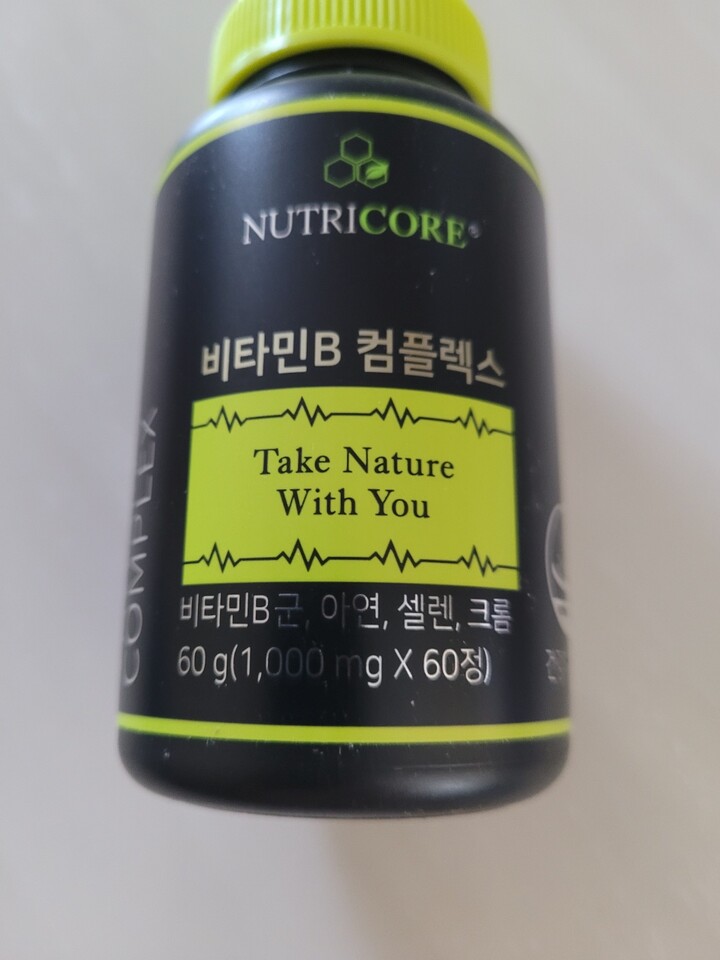 NUTRICORE®
비타민B 컴플렉스
Take Nature
With You
비타민B군, 아연, 셀렌, 크롬
60 g(1,000 mg X 60정)
COMPLEX